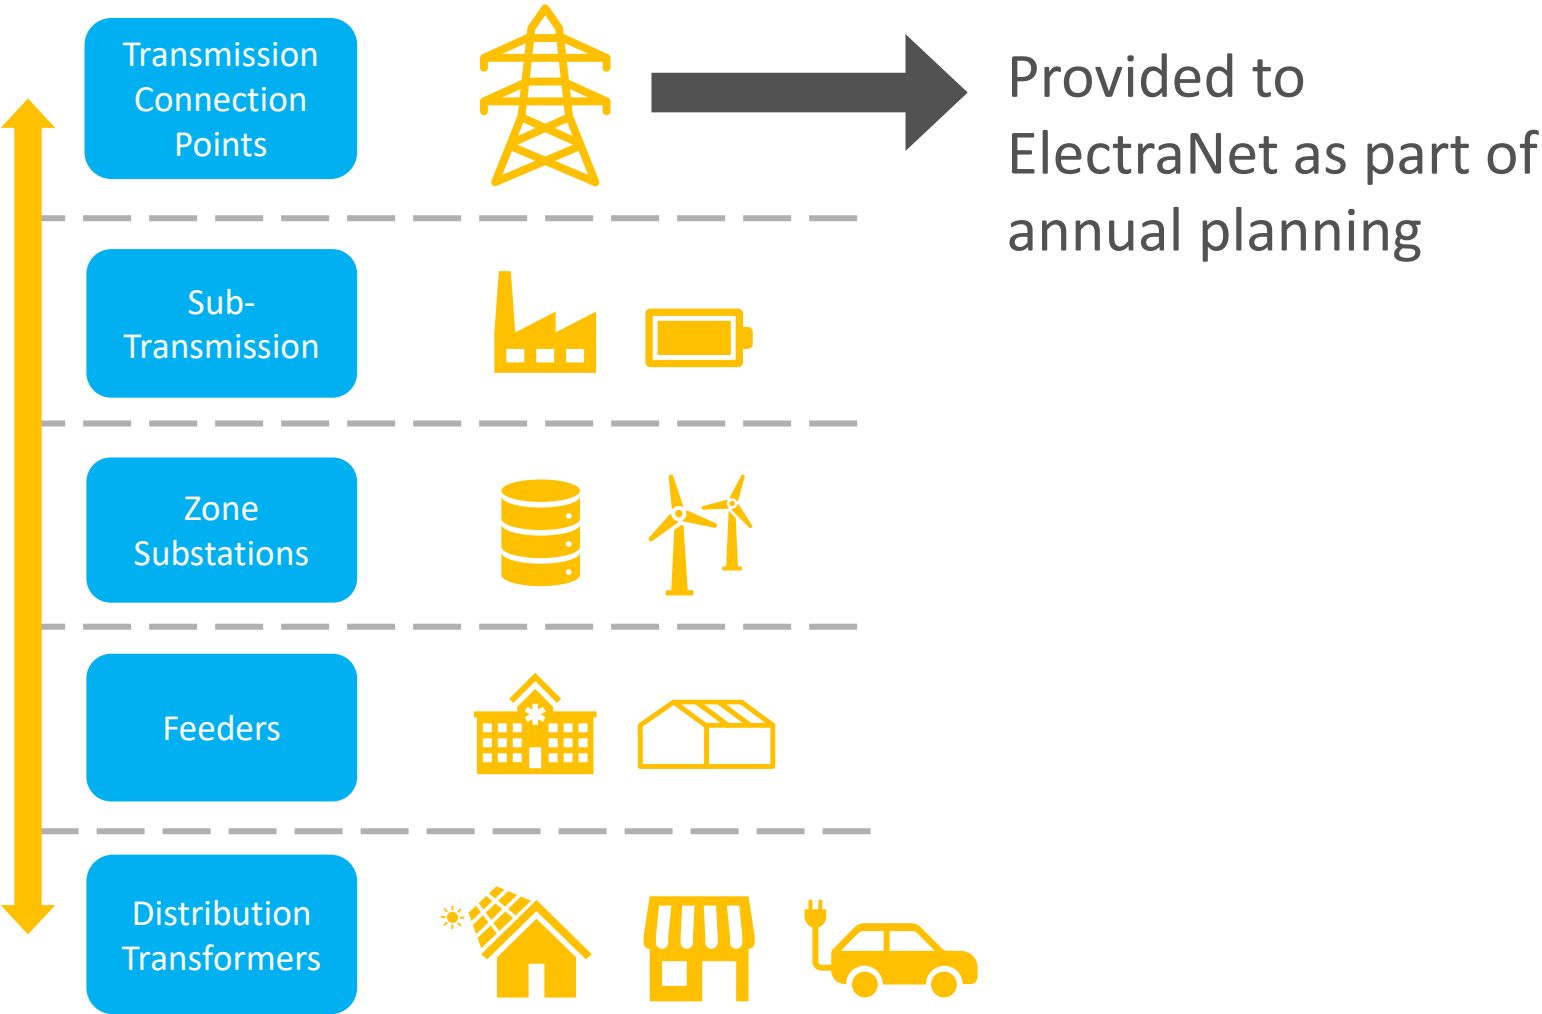 Transmission
Connection
Points
Provided to
ElectraNet as part of
annual planning
Sub-
Transmission
Zone
Substations
Feeders
Distribution
Transformers